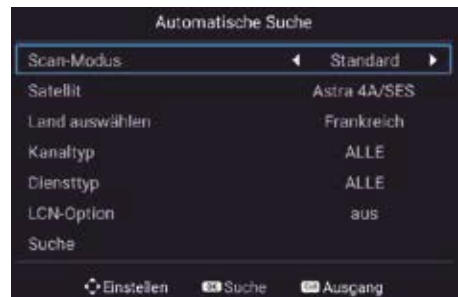 Automatische Suche
Scan-Modus Standard
Satellit Astra 4A/SES
Land auswählen Frankreich
Kanaltyp ALLE
Diensttyp ALLE
LCN-Option aus
Suche
Einstellen OK Suche Ausgang